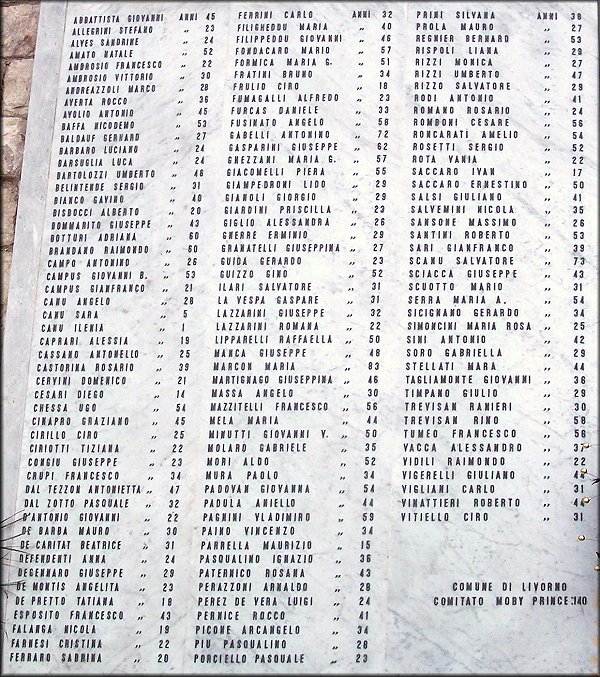 ABBATTISTA GIOVANNI ANNI 45
ALLEGRINI STEFANO ,, 23
ALVES SANDRINE ,, 24
AMATO NATALE ,, 52
AMBROSIO FRANCESCO ,, 22
AMBROSIO VITTORIO ,, 30
ANDREAZZOLI MARCO ,, 28
AVERTA ROCCO ,, 36
AVOLIO ANTONIO ,, 45
BAFFA NICODEMO ,, 53
BALDAUF GERNARD ,, 27
BARBARO LUCIANO ,, 24
BARSUGLIA LUCA ,, 24
BARTOLOZZI UMBERTO ,, 46
BELINTENDE SERGIO ,, 31
BIANCO GAVINO ,, 40
BISBOCCI ALBERTO ,, 20
BOMMARITO GIUSEPPE ,, 43
BOTTURI ADRIANA ,, 60
BRANDANO RAIMONDO ,, 60
CAMPO ANTONINO ,, 26
CAMPUS GIOVANNI B. ,, 53
CAMPUS GIANFRANCO ,, 21
CANU ANGELO ,, 28
CANU SARA ,, 5
CANU ILENIA ,, 1
CAPRARI ALESSIA ,, 19
CASSANO ANTONELLO ,, 25
CASTORINA ROSARIO ,, 39
CERVINI DOMENICO ,, 21
CESARI DIEGO ,, 14
CHESSA UGO ,, 54
CINAPRO GRAZIANO ,, 45
CIRILLO CIRO ,, 25
CIRIOTTI TIZIANA ,, 22
CONGIU GIUSEPPE ,, 23
CRUPI FRANCESCO ,, 34
DAL TEZZON ANTONIETTA ,, 47
DAL ZOTTO PASQUALE ,, 32
D'ANTONIO GIOVANNI ,, 22
DE BARBA MAURO ,, 30
DE CARITAT BEATRICE ,, 31
DEFENDENTI ANNA ,, 24
DEGENNARO GIUSEPPE ,, 29
DE MONTIS ANGELITA ,, 23
DE PRETTO TATIANA ,, 18
ESPOSITO FRANCESCO ,, 43
FALANGA NICOLA ,, 19
FARNESI CRISTINA ,, 22
FERRARO SABRINA ,, 20
FERRINI CARLO ANNI 32
FILIGHEDDU MARIA ,, 40
FILIPPEDDU GIOVANNI ,, 46
FONDACARO MARIO ,, 57
FORMICA MARIA G. ,, 51
FRATINI BRUNO ,, 34
FRULIO CIRO ,, 18
FUMAGALLI ALFREDO ,, 23
FURCAS DANIELE ,, 33
FUSINATO ANGELO ,, 58
GABELLI ANTONINO ,, 72
GASPARINI GIUSEPPE ,, 62
GHEZZANI MARIA G. ,, 57
GIACOMELLI PIERA ,, 55
GIAMPEDRONI LIDO ,, 29
GIANOLI GIORGIO ,, 29
GIARDINI PRISCILLA ,, 23
GIGLIO ALESSANDRA ,, 26
GNERRE ERMINIO ,, 29
GRANATELLI GIUSEPPINA ,, 27
GUIDA GERARDO ,, 23
GUIZZO GINO ,, 52
ILARI SALVATORE ,, 31
LA VESPA GASPARE ,, 31
LAZZARINI GIUSEPPE ,, 32
LAZZARINI ROMANA ,, 22
LIPPARELLI RAFFAELLA ,, 50
MANCA GIUSEPPE ,, 48
MARCON MARIA ,, 83
MARTIGNAGO GIUSEPPINA ,, 46
MASSA ANGELO ,, 30
MAZZITELLI FRANCESCO ,, 56
MELA MARIA ,, 44
MINUTTI GIOVANNI V. ,, 50
MOLARO GABRIELE ,, 35
MORI ALDO ,, 52
MURA PAOLO ,, 34
PADOVAN GIOVANNA ,, 54
PADULA ANIELLO ,, 44
PAGNINI VLADIMIRO ,, 59
PAINO VINCENZO ,, 34
PARRELLA MAURIZIO ,, 15
PASQUALINO IGNAZIO ,, 36
PATERNICO ROSANA ,, 43
PERAZZONI ARNALDO ,, 28
PEREZ DE VERA LUIGI ,, 24
PERNICE ROCCO ,, 41
PICONE ARCANGELO ,, 34
PIU PASQUALINO ,, 28
PORCIELLO PASQUALE ,, 23
PRINI SILVANA ANNI 38
PROLA MAURO ,, 27
REGNIER BERNARD ,, 53
RISPOLI LIANA ,, 29
RIZZI MONICA ,, 27
RIZZI UMBERTO ,, 47
RIZZO SALVATORE ,, 29
RODI ANTONIO ,, 41
ROMANO ROSARIO ,, 24
ROMBONI CESARE ,, 56
RONCARATI AMELIO ,, 54
ROSETTI SERGIO ,, 52
ROTA VANIA ,, 22
SACCARO IVAN ,, 17
SACCARO ERNESTINO ,, 50
SALSI GIULIANO ,, 41
SALVEMINI NICOLA ,, 35
SANSONE MASSIMO ,, 26
SANTINI ROBERTO ,, 53
SARI GIANFRANCO ,, 39
SCANU SALVATORE ,, 73
SCIACCA GIUSEPPE ,, 43
SCUOTTO MARIO ,, 31
SERRA MARIA A. ,, 54
SICIGNANO GERARDO ,, 34
SIMONCINI MARIA ROSA ,, 25
SINI ANTONIO ,, 42
SORO GABRIELLA ,, 29
STELLATI MARA ,, 44
TAGLIAMONTE GIOVANNI ,, 36
TIMPANO GIULIO ,, 29
TREVISAN RANIERI ,, 30
TREVISAN RINO ,, 58
TUMEO FRANCESCO ,, 58
VACCA ALESSANDRO ,, 37
VIDILI RAIMONDO ,, 22
VIGERELLI GIULIANO ,, 44
VIGLIANI CARLO ,, 31
VINATTIERI ROBERTO ,,
VITIELLO CIRO ,, 31
COMUNE DI LIVORNO
COMITATO MOBY PRINCE 140